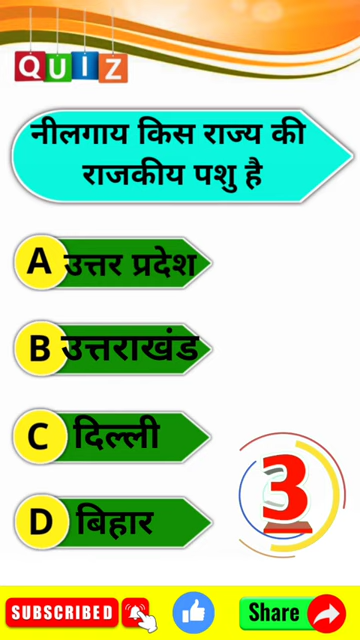 QUIZ
नीलगाय किस राज्य की
राजकीय पशु है
A उत्तर प्रदेश
B उत्तराखंड
C दिल्ली
D बिहार
3
SUBSCRIBED Share